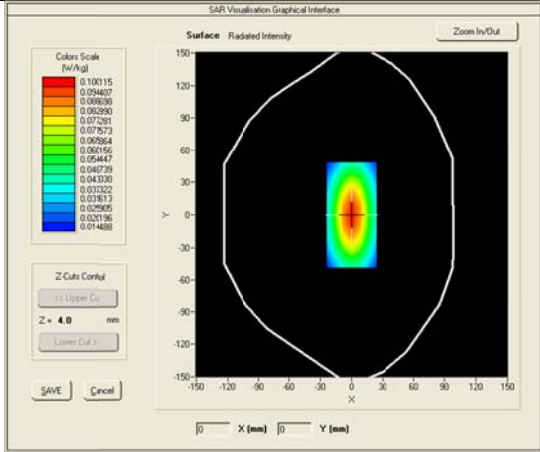 SAR Visualisation Graphical Interface
Surface Radiated Intensity
Zoom In/Out
Colors Scale
(W/kg)
0.100115
0.094407
0.088698
0.082990
0.077281
0.071573
0.065864
0.060156
0.054447
0.048739
0.043030
0.037322
0.031613
0.025905
0.020196
0.014488
150
120
90
60
30
0
-30
-60
-90
-120
-150
Y
-150 -120 -90 -60 -30 0 30 60 90 120 150
X
Z-Cuts Control
<< Upper Cu
Z = 4.0 mm
Lower Cut >
SAVE Cancel
0 X (mm) 0 Y (mm)